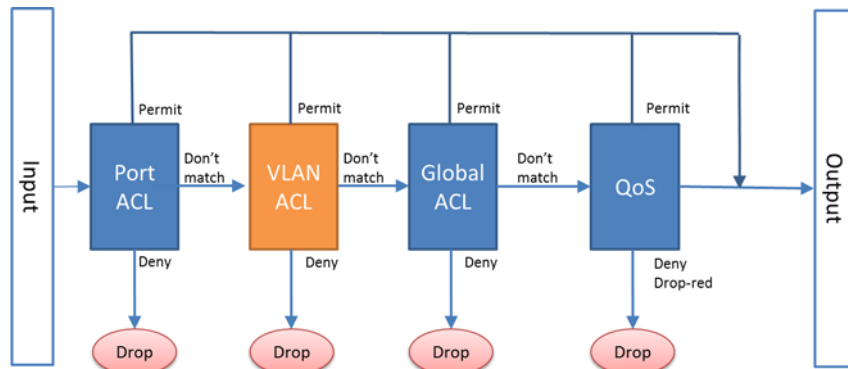 Permit
Permit
Permit
Permit
Input
Port
ACL
Don't
match
VLAN
ACL
Don't
match
Global
ACL
Don't
match
QoS
Output
Deny
Deny
Deny
Deny
Drop-red
Drop
Drop
Drop
Drop